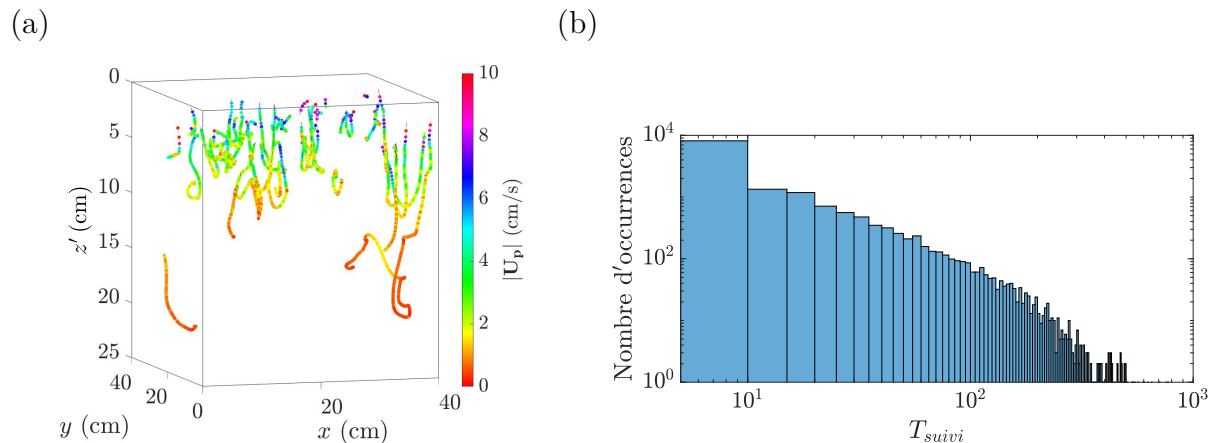 (a)
(b)
0
5
10
15
20
25
z′ (cm)
40
20
0
y (cm)
20
40
x (cm)
10
8
6
4
2
0
|U_p| (cm/s)
10^4
10^2
10^0
Nombre d'occurrences
10^1
10^2
10^3
T_suivi